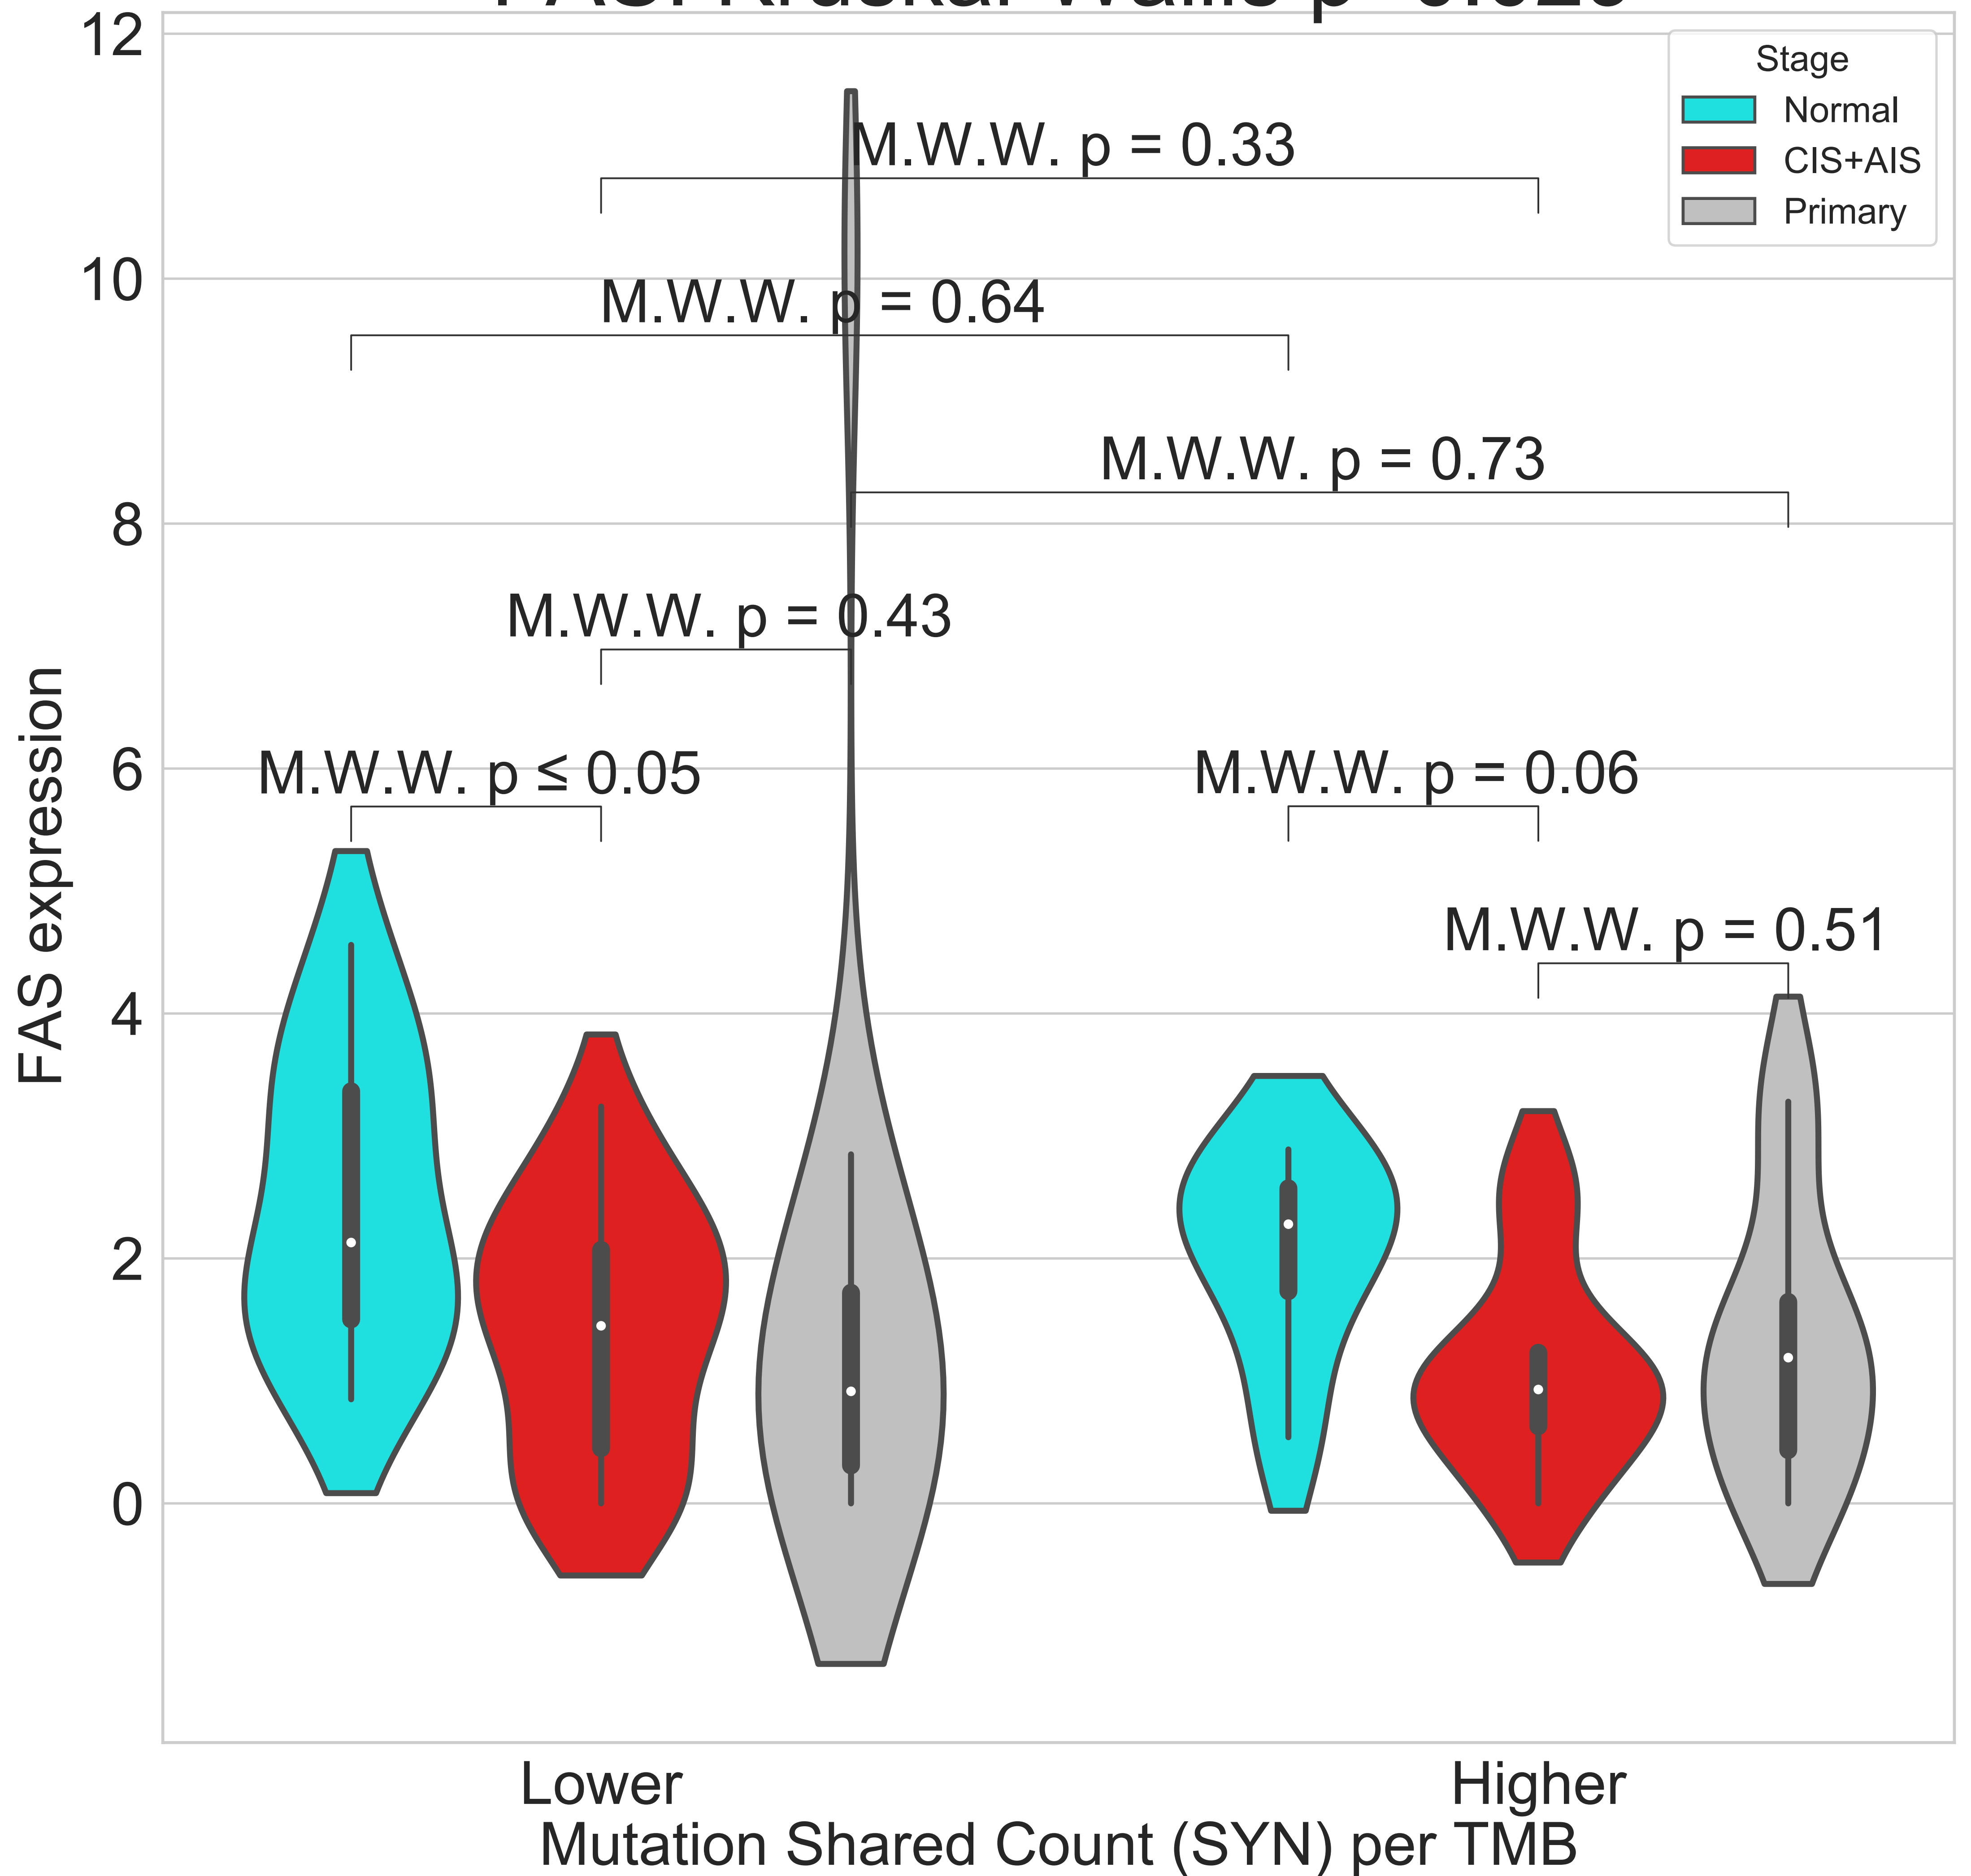 12
Stage
Normal
CIS+AIS
Primary
M.W.W. p = 0.33
10
M.W.W. p = 0.64
M.W.W. p = 0.73
8
M.W.W. p = 0.43
6
M.W.W. p ≤ 0.05
M.W.W. p = 0.06
FAS expression
M.W.W. p = 0.51
4
2
0
Lower
Higher
Mutation Shared Count (SYN) per TMB